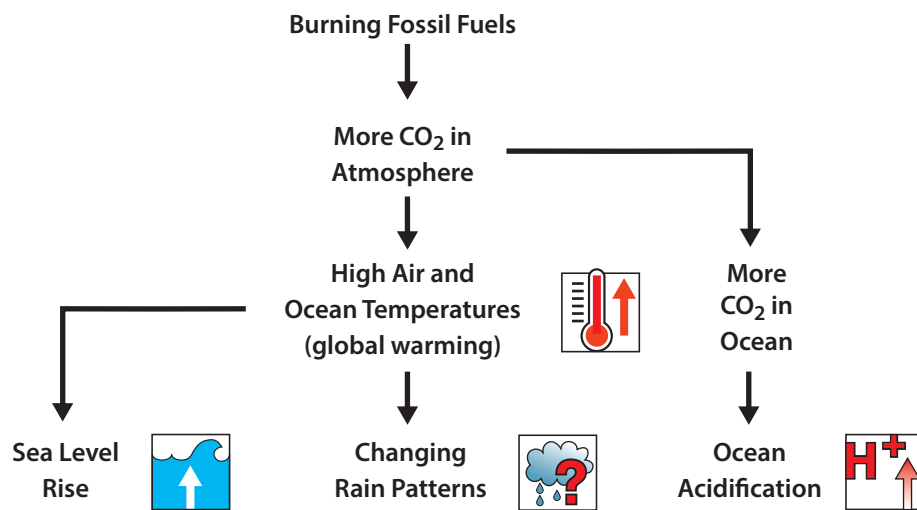 Burning Fossil Fuels
More CO₂ in
Atmosphere
High Air and
Ocean Temperatures
(global warming)
More
CO₂ in
Ocean
Sea Level
Rise
Changing
Rain Patterns
?
Ocean
Acidification
H⁺